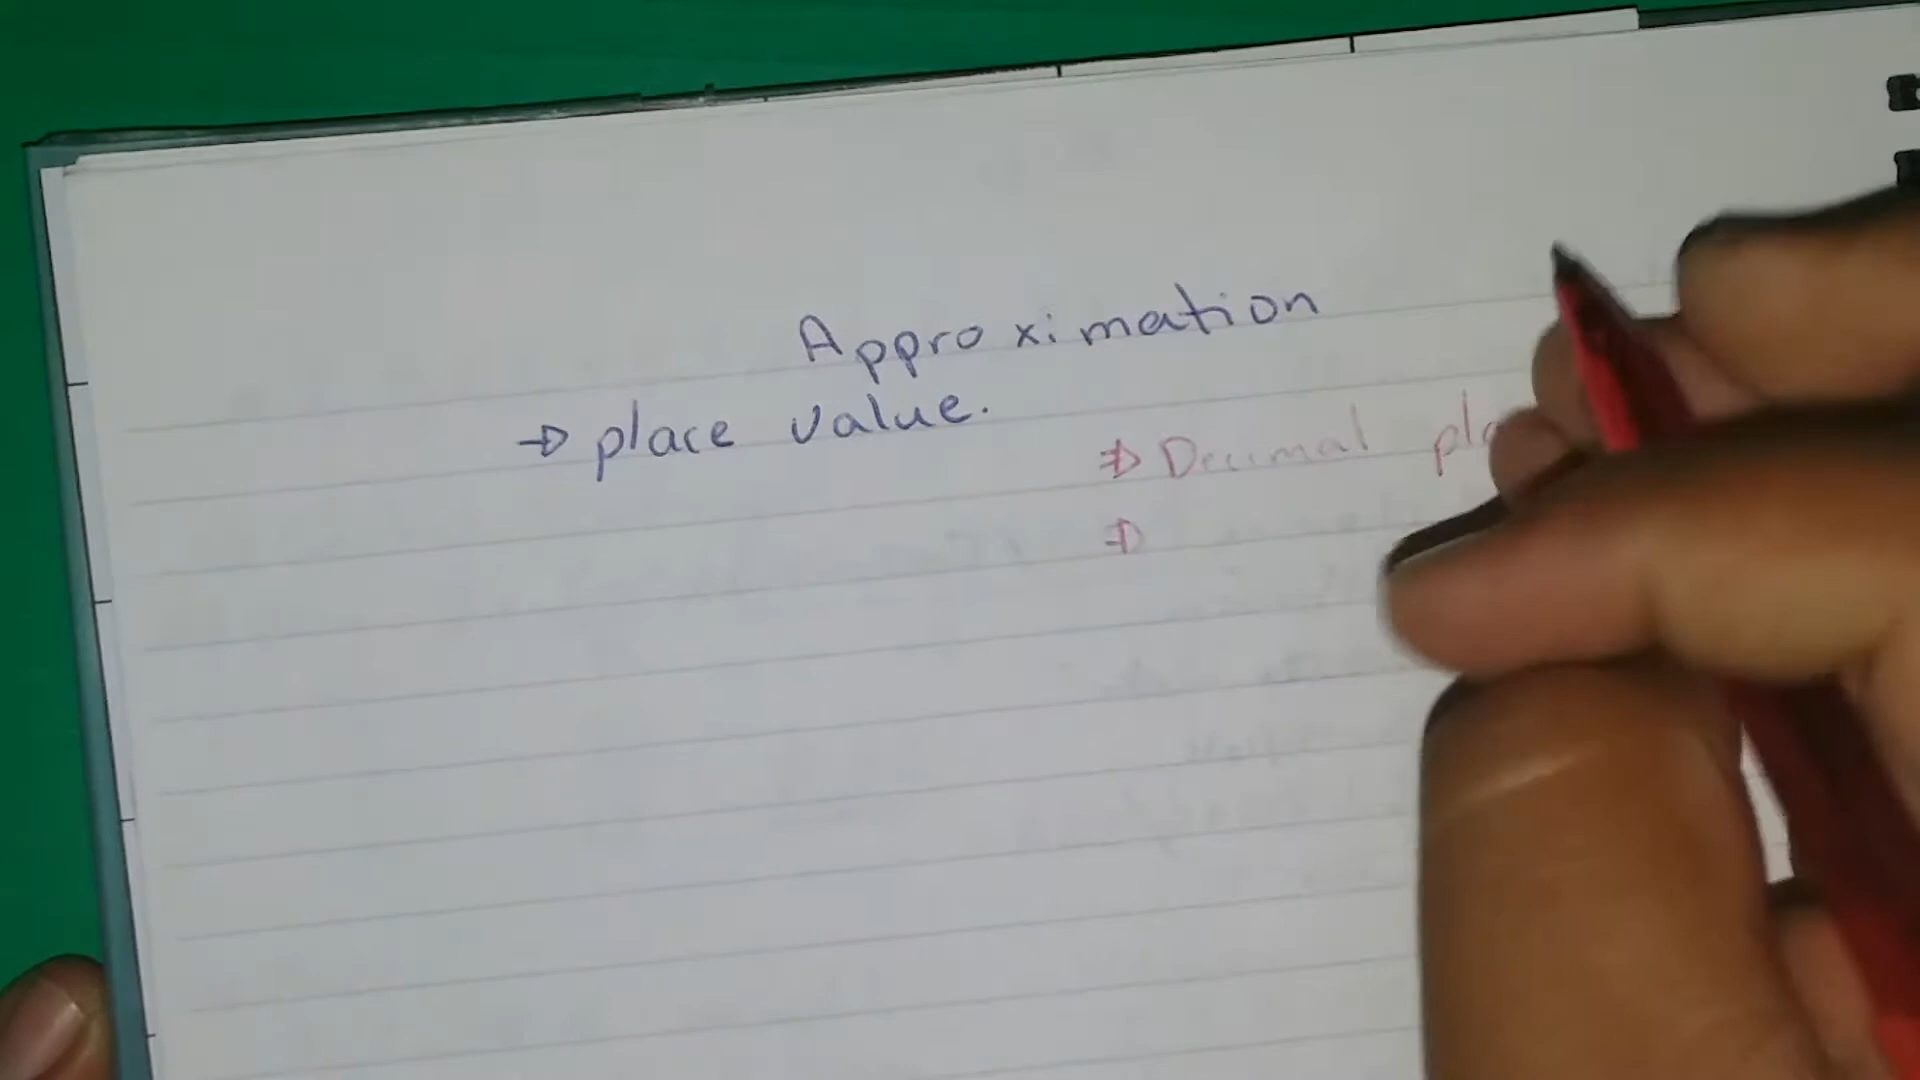 Approximation
→ place value.
⇒ Decimal
⇒